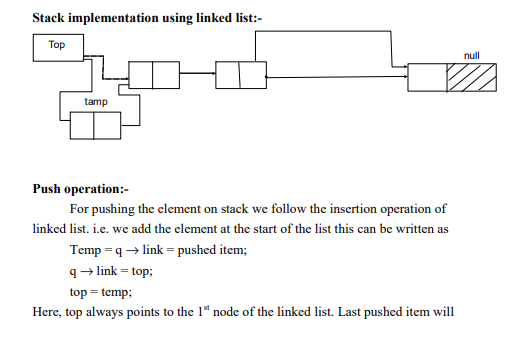 Stack implementation using linked list:-
Top
null
tamp
Push operation:-
For pushing the element on stack we follow the insertion operation of
linked list. i.e. we add the element at the start of the list this can be written as
Temp = q → link = pushed item;
q → link = top;
top = temp;
Here, top always points to the 1st node of the linked list. Last pushed item will